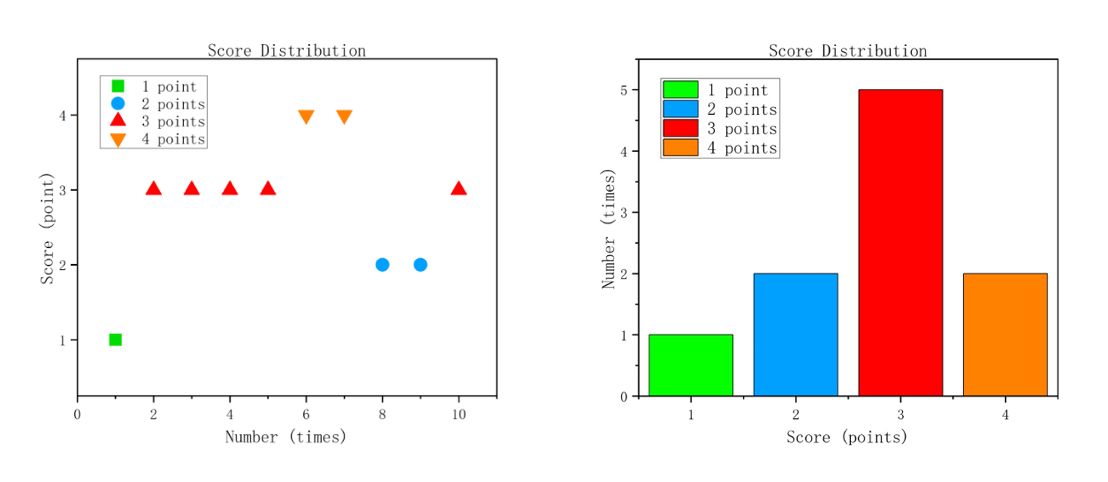 Score Distribution
1 point
2 points
3 points
4 points
4
3
2
1
Score (point)
0 2 4 6 8 10
Number (times)
Score Distribution
1 point
2 points
3 points
4 points
5
4
3
2
1
0
Number (times)
1 2 3 4
Score (points)